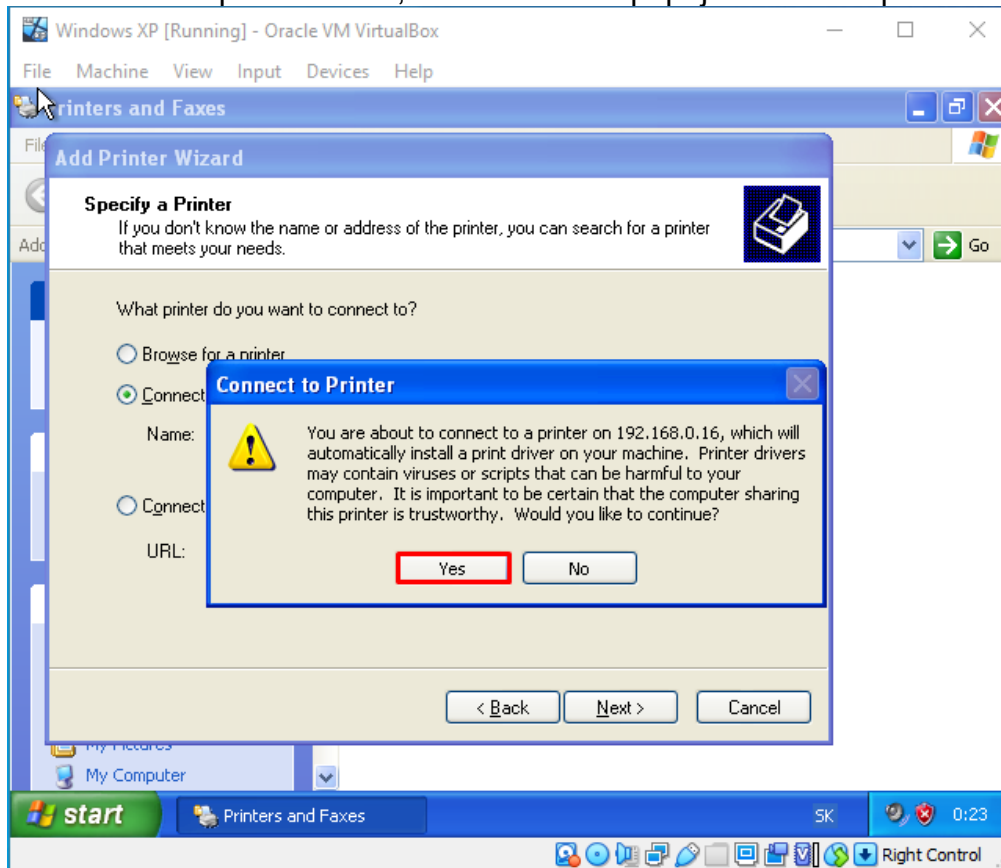 Windows XP [Running] - Oracle VM VirtualBox
File Machine View Input Devices Help
rinters and Faxes
File
Add Printer Wizard
Specify a Printer
If you don't know the name or address of the printer, you can search for a printer
that meets your needs.
Add
Go
What printer do you want to connect to?
Browse for a printer
Connect
Connect to Printer
Name:
You are about to connect to a printer on 192.168.0.16, which will
automatically install a print driver on your machine. Printer drivers
may contain viruses or scripts that can be harmful to your
computer. It is important to be certain that the computer sharing
this printer is trustworthy. Would you like to continue?
Connect
URL:
Yes No
< Back Next > Cancel
My Pictures
My Computer
start Printers and Faxes SK 0:23
Right Control